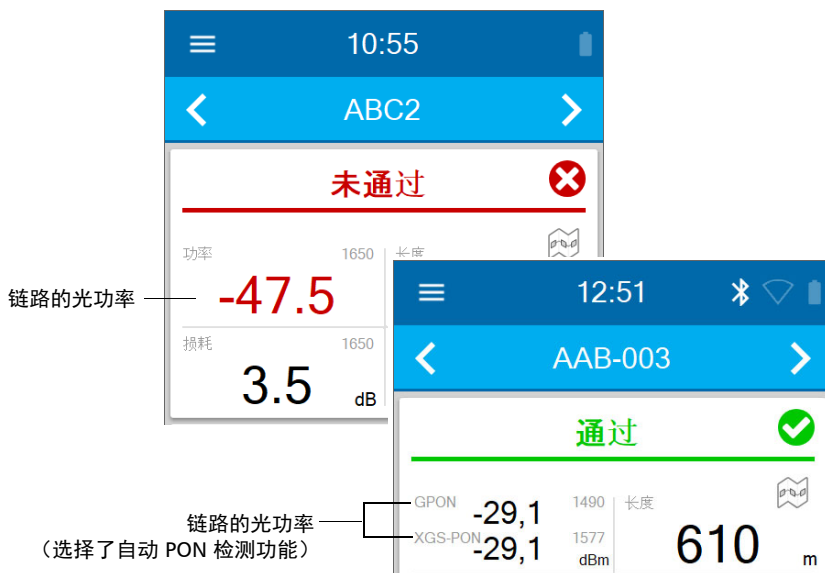 10:55
ABC2
未通过
功率 1650 长度
-47.5
链路的光功率
损耗 1650
3.5 dB
12:51
AAB-003
通过
GPON -29,1 1490 长度
XGS-PON -29,1 1577
dBm
610 m
链路的光功率
（选择了自动 PON 检测功能）